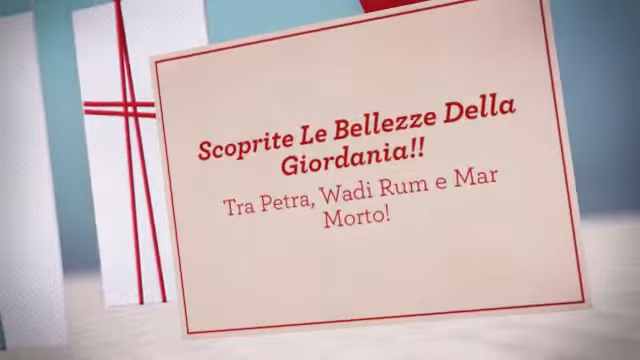 Scoprite Le Bellezze Della
Giordania!!
Tra Petra, Wadi Rum e Mar
Morto!